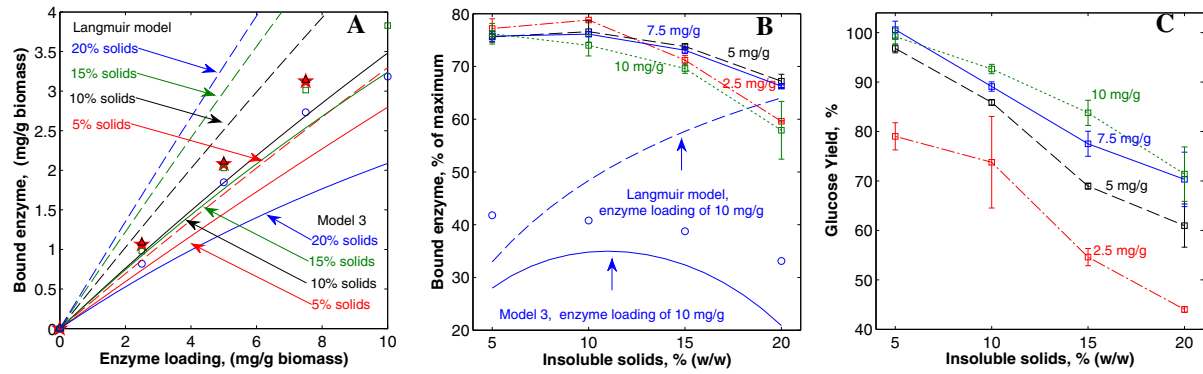 A
Bound enzyme, (mg/g biomass)
4
3.5
3
2.5
2
1.5
1
0.5
0
Langmuir model
20% solids
15% solids
10% solids
5% solids
Model 3
20% solids
15% solids
10% solids
5% solids
0 2 4 6 8 10
Enzyme loading, (mg/g biomass)
B
Bound enzyme, % of maximum
80
70
60
50
40
30
20
7.5 mg/g
5 mg/g
10 mg/g
2.5 mg/g
Langmuir model,
enzyme loading of 10 mg/g
Model 3, enzyme loading of 10 mg/g
5 10 15 20
Insoluble solids, % (w/w)
C
Glucose Yield, %
100
90
80
70
60
50
40
10 mg/g
7.5 mg/g
5 mg/g
2.5 mg/g
5 10 15 20
Insoluble solids, % (w/w)